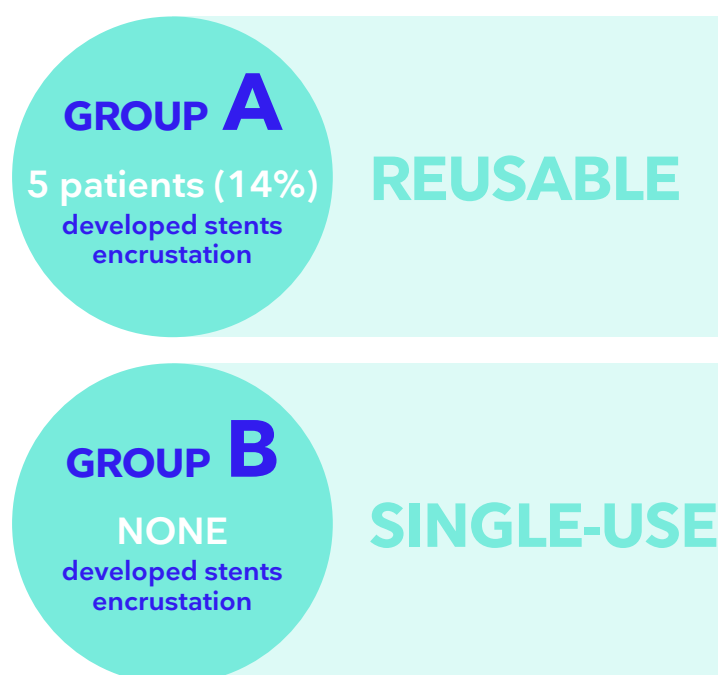 GROUP A
5 patients (14%)
developed stents
encrustation
REUSABLE
GROUP B
NONE
developed stents
encrustation
SINGLE-USE